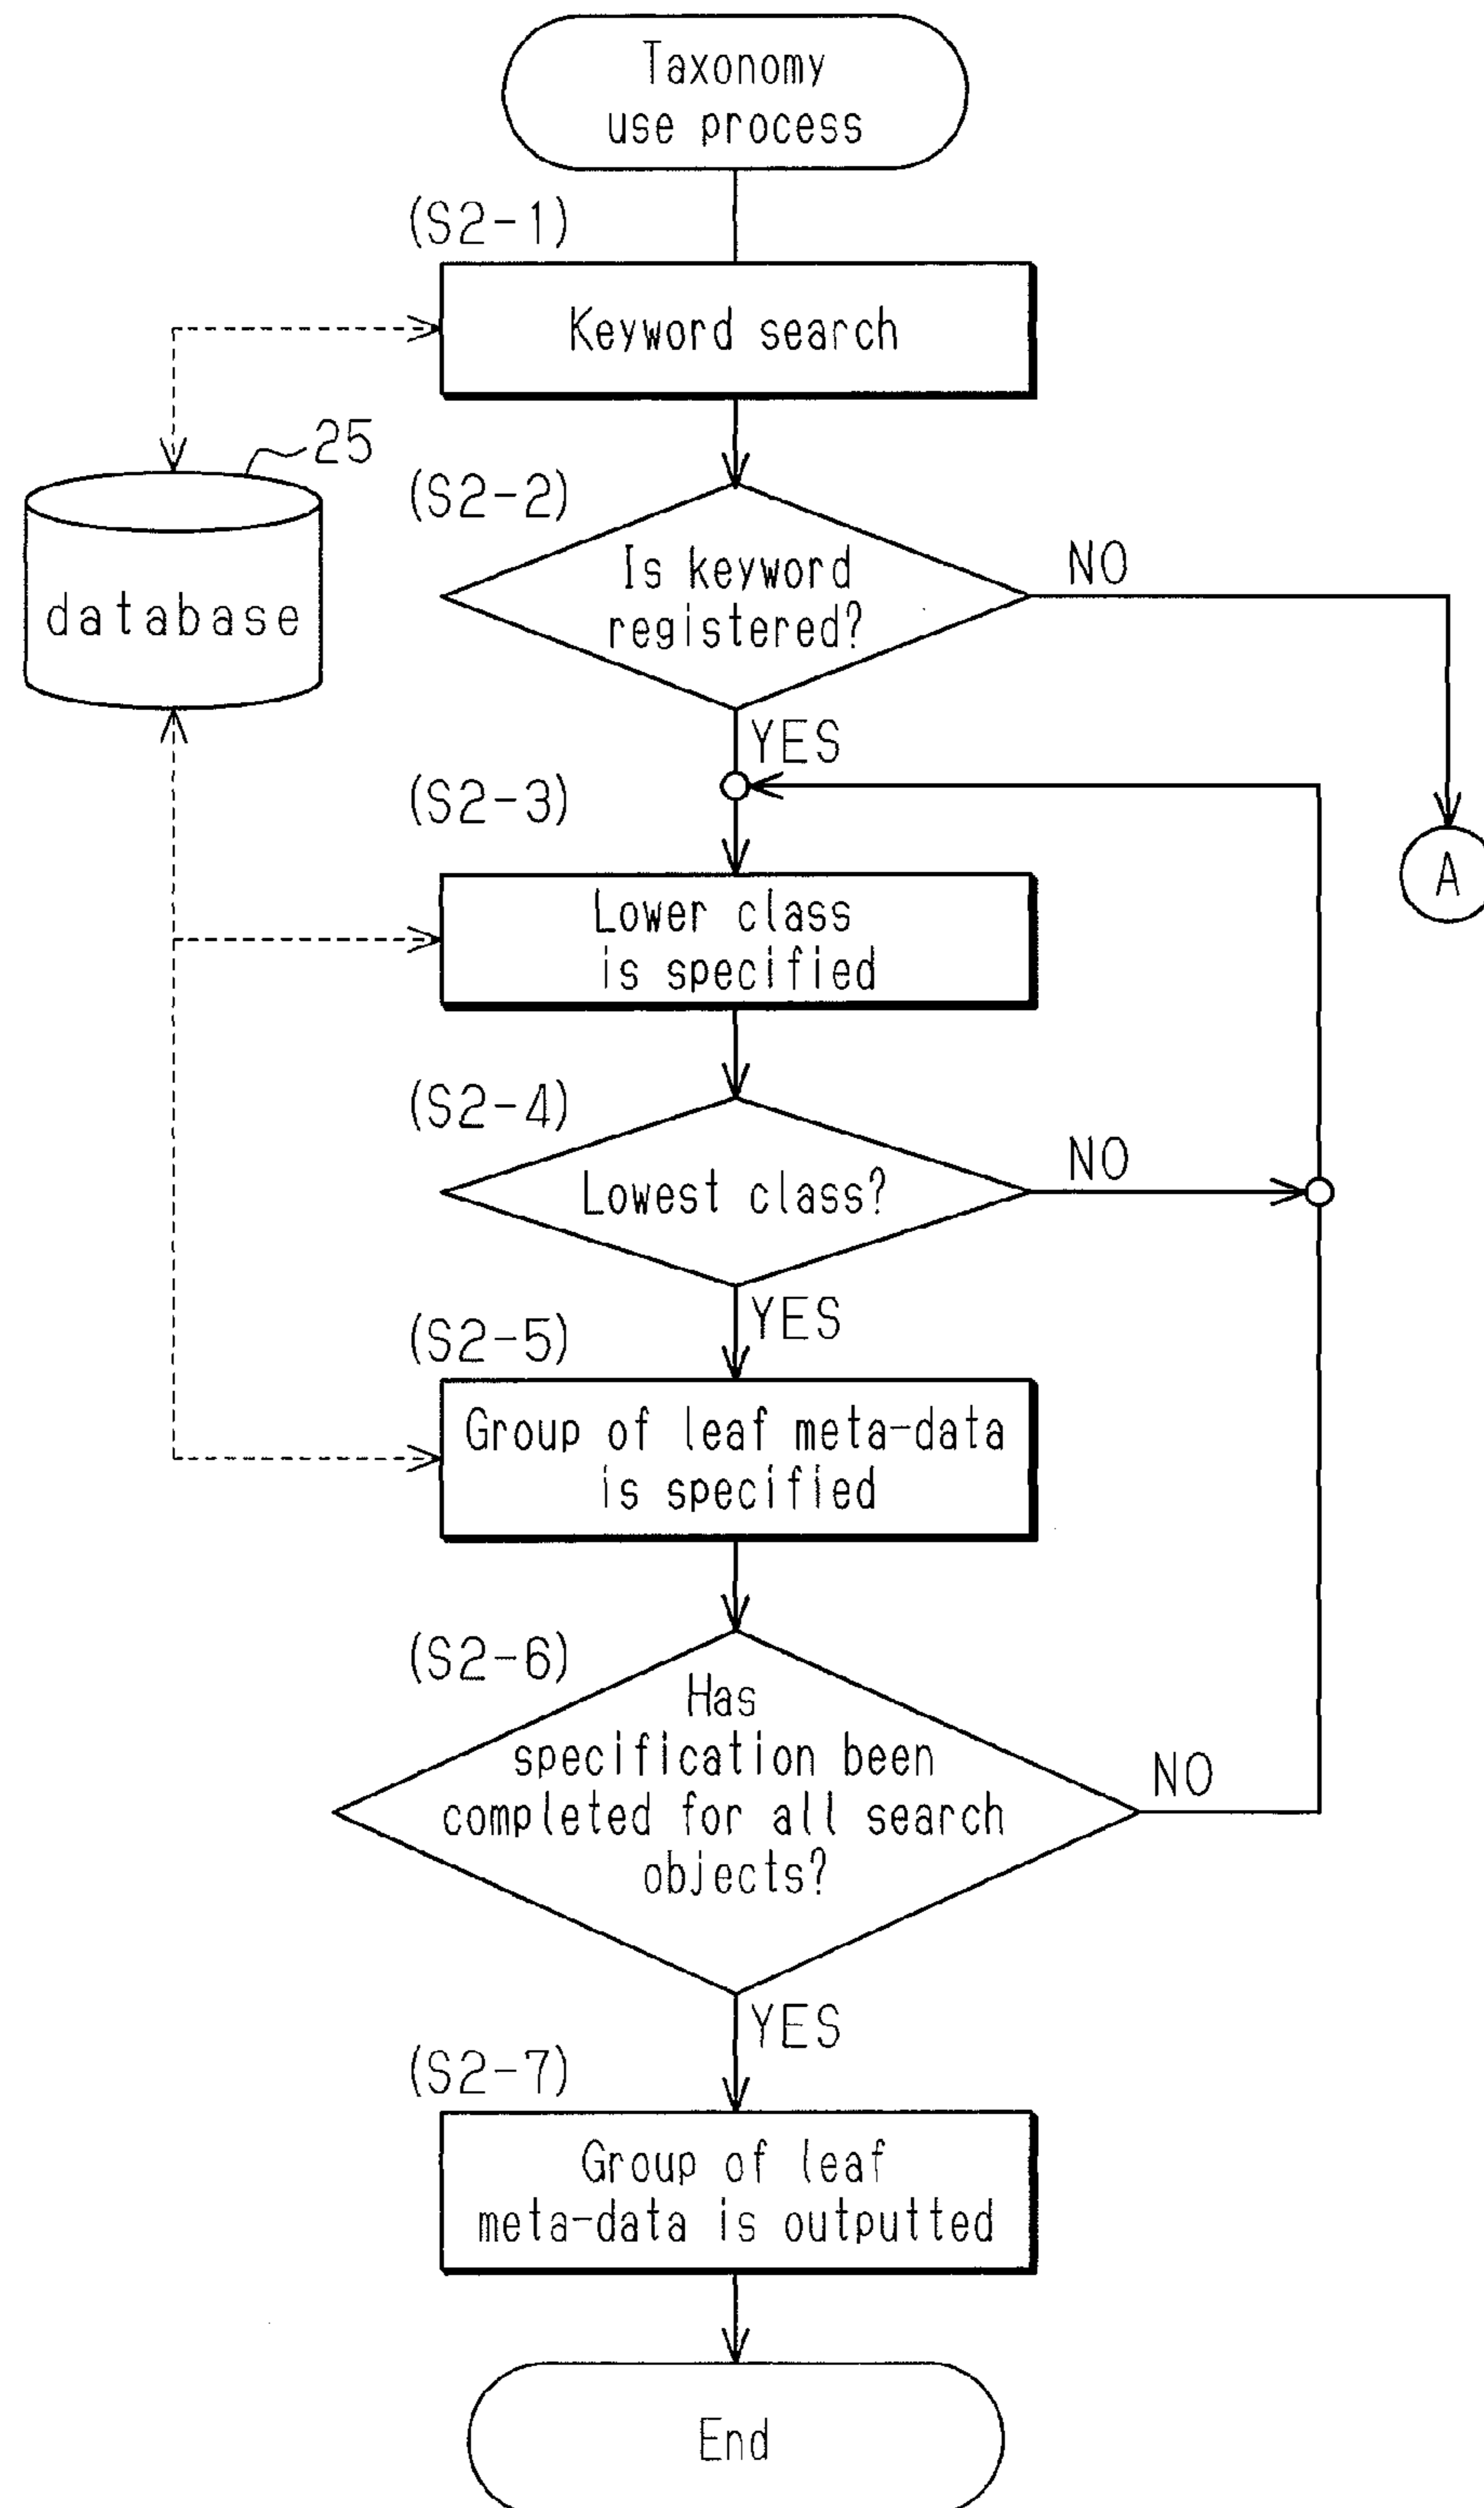 Taxonomy
use process
(S2-1)
Keyword search
25
(S2-2)
database
Is keyword
registered?
NO
YES
(S2-3)
A
Lower class
is specified
(S2-4)
Lowest class?
NO
YES
(S2-5)
Group of leaf meta-data
is specified
(S2-6)
Has
specification been
completed for all search
objects?
NO
YES
(S2-7)
Group of leaf
meta-data is outputted
End